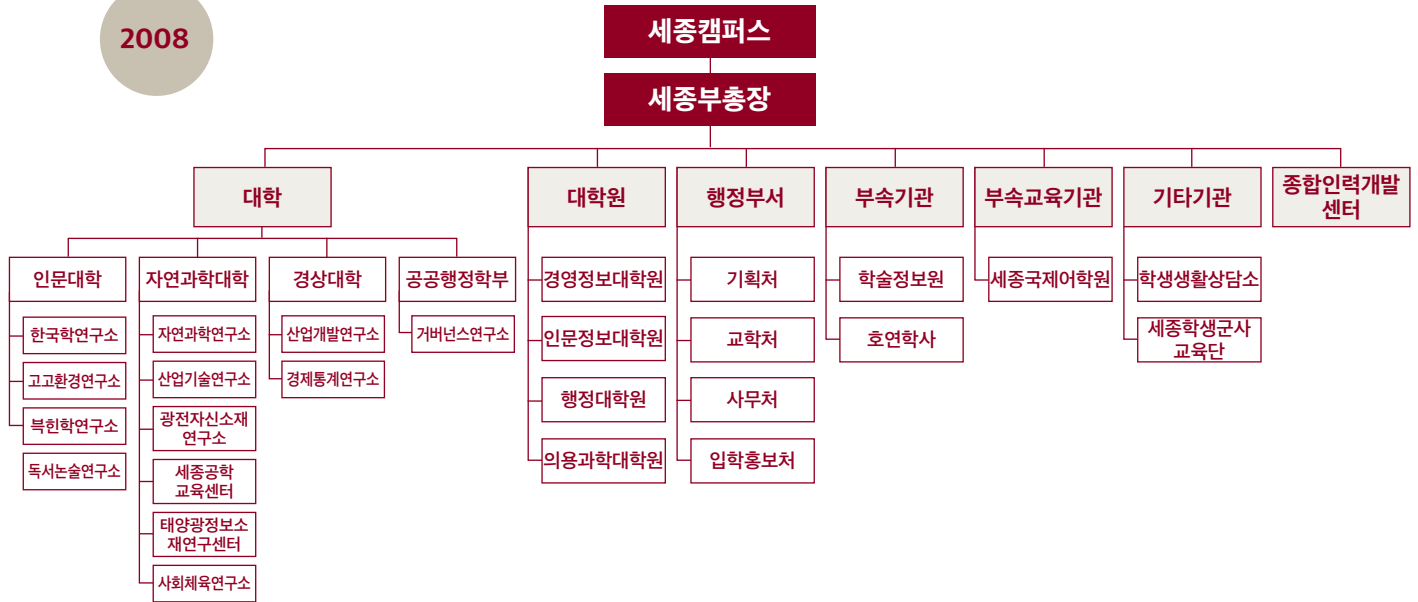 2008
세종캠퍼스
세종부총장
대학
대학원
행정부서
부속기관
부속교육기관
기타기관
종합인력개발
센터
인문대학
자연과학대학
경상대학
공공행정학부
경영정보대학원
기획처
학술정보원
세종국제어학원
학생생활상담소
한국학연구소
자연과학연구소
산업개발연구소
거버넌스연구소
인문정보대학원
교학처
호연학사
세종학생군사
교육단
고고환경연구소
산업기술연구소
경제통계연구소
행정대학원
사무처
북힌학연구소
광전자신소재
연구소
의용과학대학원
입학홍보처
독서논술연구소
세종공학
교육센터
태양광정보소
재연구센터
사회체육연구소